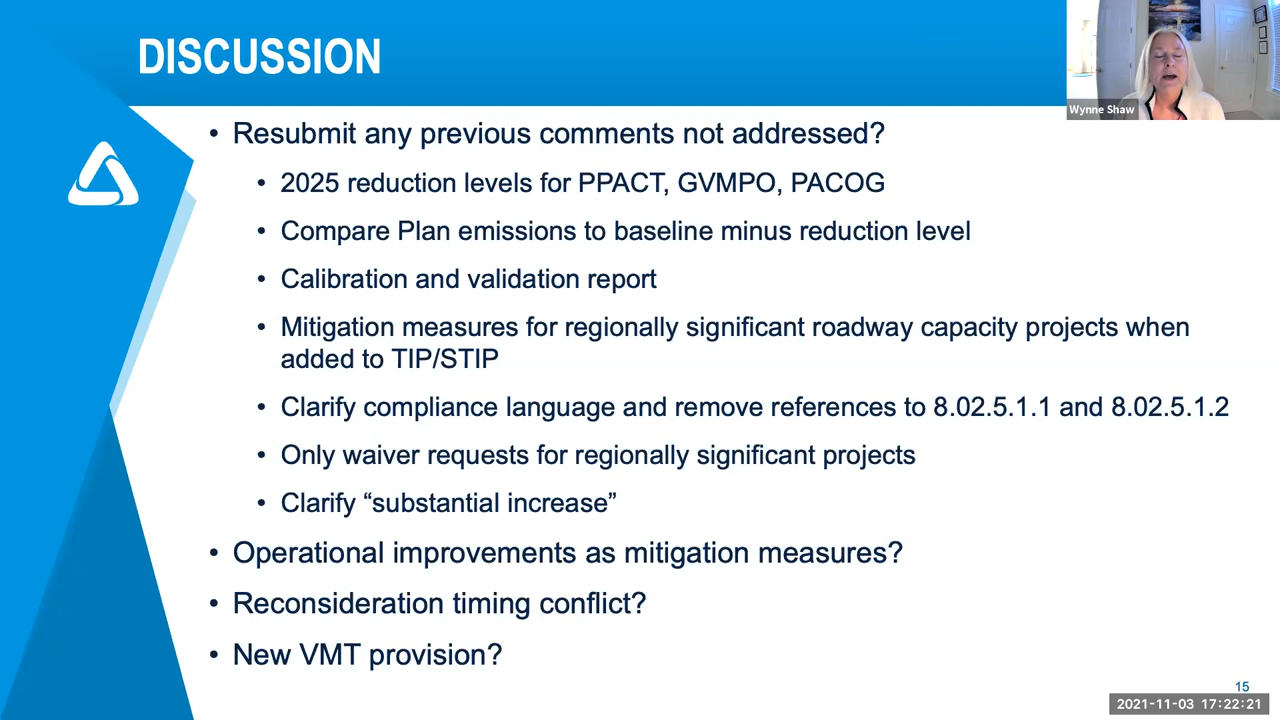 DISCUSSION
Wynne Shaw
• Resubmit any previous comments not addressed?
• 2025 reduction levels for PPACT, GVMPO, PACOG
• Compare Plan emissions to baseline minus reduction level
• Calibration and validation report
• Mitigation measures for regionally significant roadway capacity projects when
added to TIP/STIP
• Clarify compliance language and remove references to 8.02.5.1.1 and 8.02.5.1.2
• Only waiver requests for regionally significant projects
• Clarify “substantial increase”
• Operational improvements as mitigation measures?
• Reconsideration timing conflict?
• New VMT provision?
15
2021-11-03 17:22:21